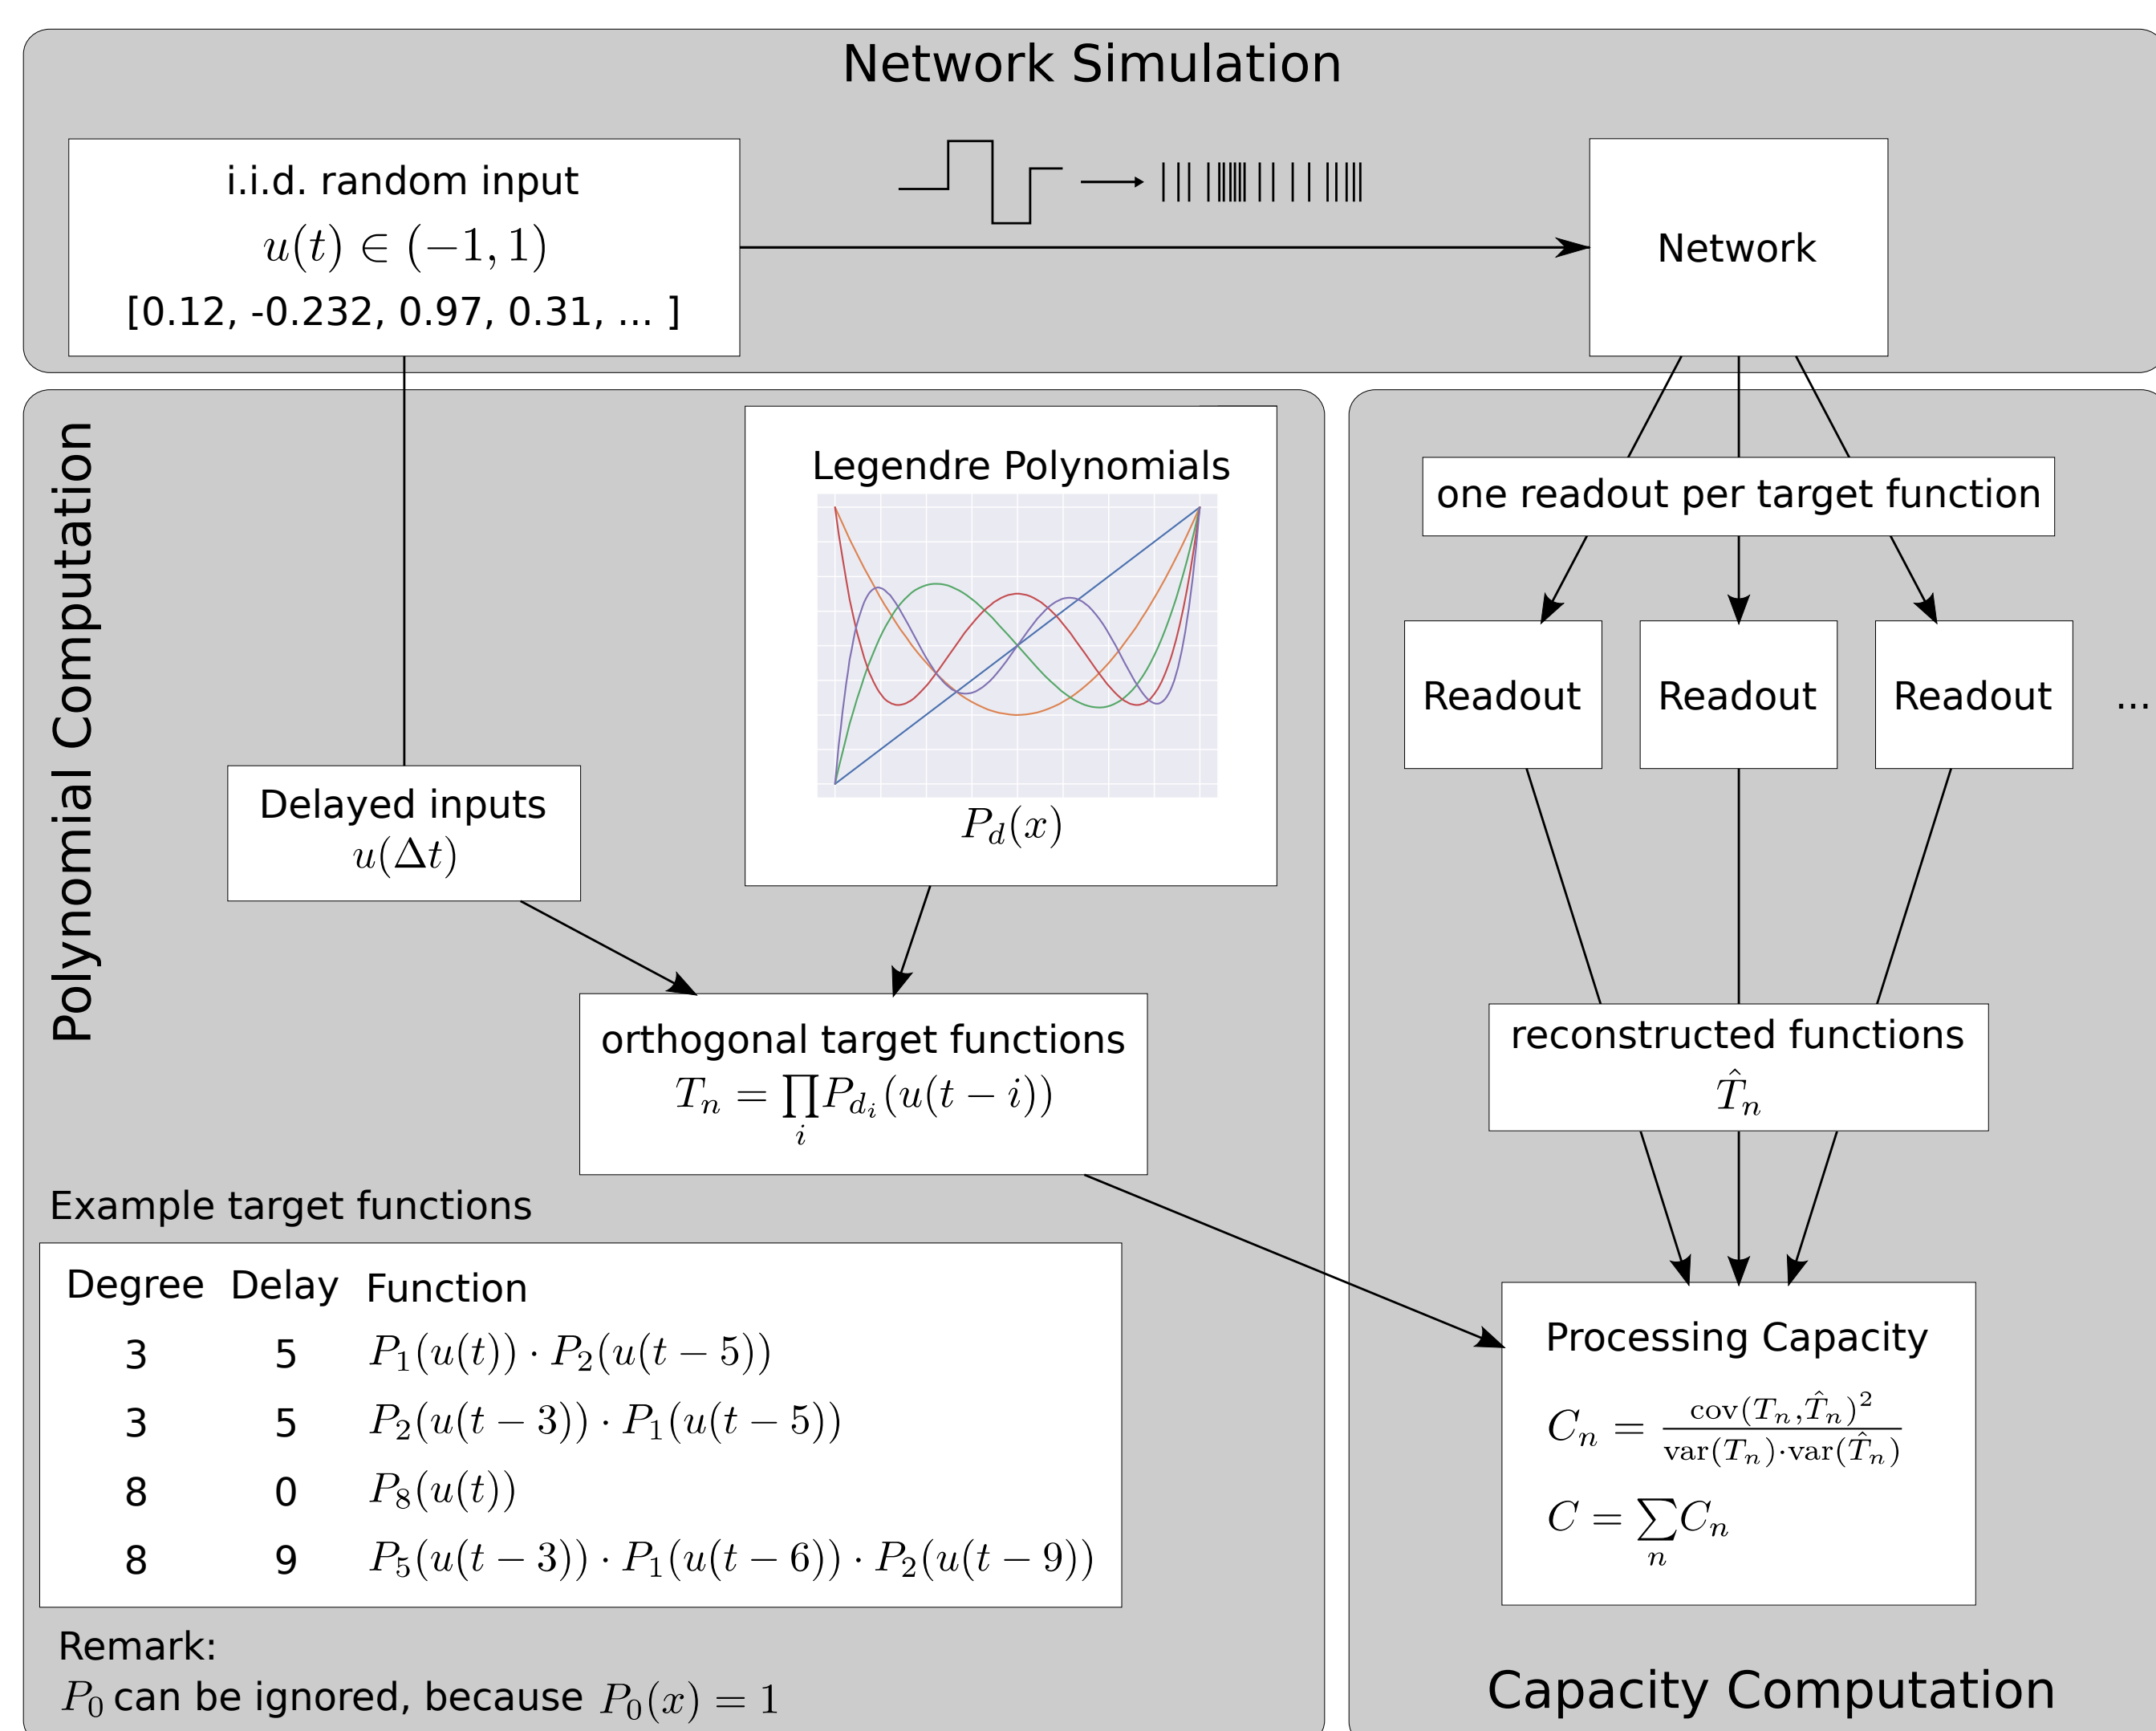 Network Simulation
i.i.d. random input
u(t) ∈ (−1, 1)
[0.12, -0.232, 0.97, 0.31, ... ]
Network
Polynomial Computation
Legendre Polynomials
P_d(x)
Delayed inputs
u(Δt)
orthogonal target functions
T_n = ∏_i P_{d_i}(u(t − i))
Example target functions
Degree Delay Function
3 5 P_1(u(t)) · P_2(u(t − 5))
3 5 P_2(u(t − 3)) · P_1(u(t − 5))
8 0 P_8(u(t))
8 9 P_5(u(t − 3)) · P_1(u(t − 6)) · P_2(u(t − 9))
Remark:
P_0 can be ignored, because P_0(x) = 1
one readout per target function
Readout Readout Readout ...
reconstructed functions
T̂_n
Processing Capacity
C_n = cov(T_n,T̂_n)² / var(T_n)·var(T̂_n)
C = ∑_n C_n
Capacity Computation